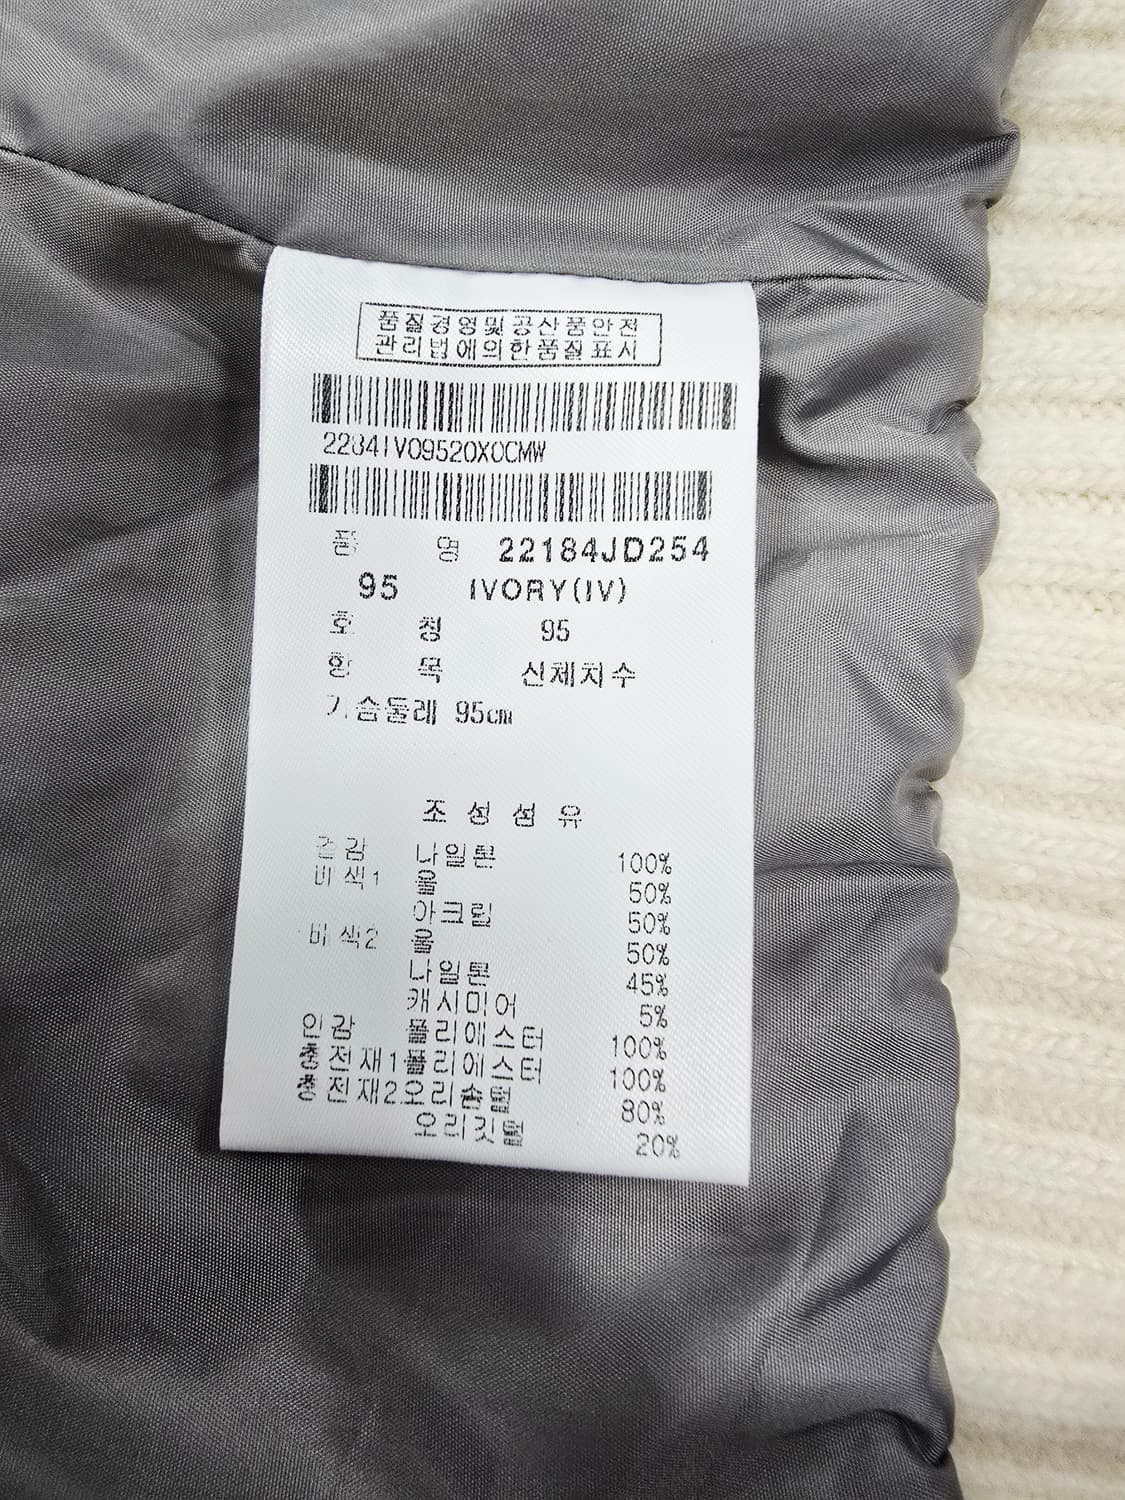 품질경영및공산품안전
관리법에의한품질표시
22841V09520X0CMW
품 명 22184JD254
95 IVORY(IV)
호 칭 95
항 목 신체치수
가슴둘레 95cm
조성섬유
겉감 나일론 100%
배색1 울 50%
아크릴 50%
배색2 울 50%
나일론 45%
캐시미어 5%
안감 폴리에스터 100%
충전재1 폴리에스터 100%
충전재2 오리솜털 80%
오리깃털 20%